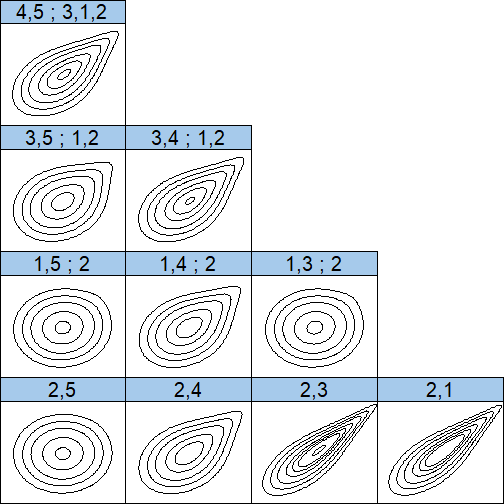 4,5 ; 3,1,2
3,5 ; 1,2
3,4 ; 1,2
1,5 ; 2
1,4 ; 2
1,3 ; 2
2,5
2,4
2,3
2,1